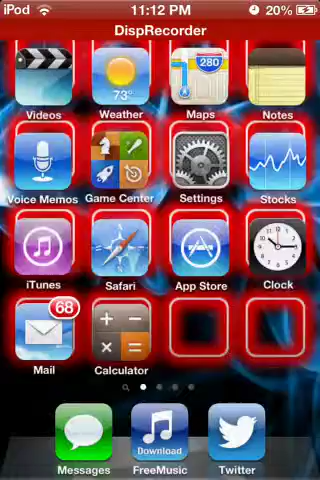 iPod 11:12 PM 20%
DispRecorder
73°
280
Videos Weather Maps Notes
Voice Memos Game Center Settings Stocks
iTunes Safari App Store Clock
68
Mail Calculator
Download
Messages FreeMusic Twitter